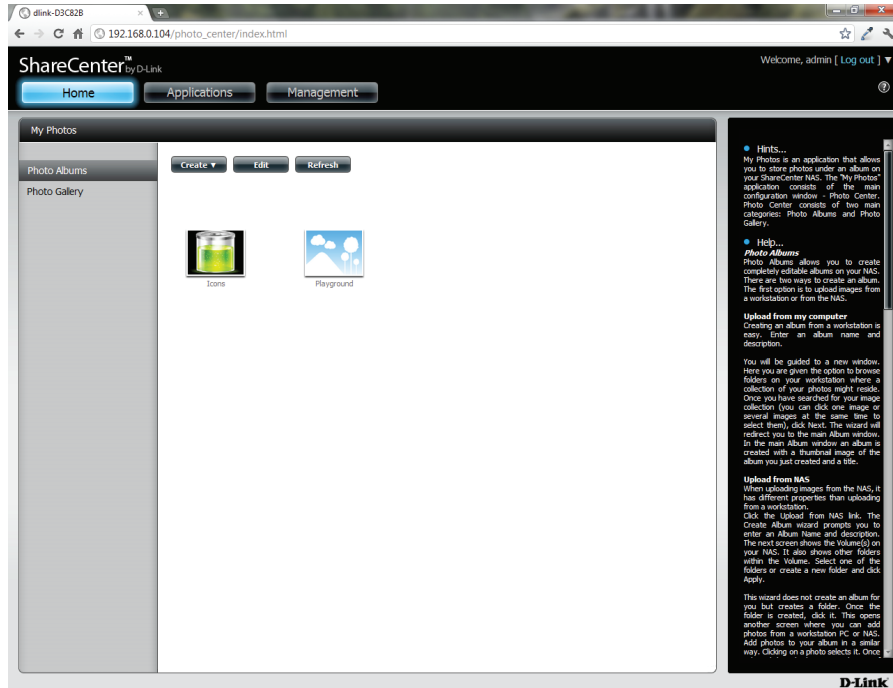 dlink-D3C82B
192.168.0.104/photo_center/index.html
ShareCenter™ by D-Link
Welcome, admin [ Log out ] ▼
Home
Applications
Management
My Photos
Photo Albums
Photo Gallery
Create ▼
Edit
Refresh
Icons
Playground
Hints...
My Photos is an application that allows
you to store photos under an album on
your ShareCenter NAS. The "My Photos"
application consists of the main
configuration window - Photo Center.
Photo Center consists of two main
categories: Photo Albums and Photo
Gallery.
Help...
Photo Albums
Photo Albums allows you to create
completely editable albums on your NAS.
There are two ways to create an album.
The first option is to upload images from
a workstation or from the NAS.
Upload from my computer
Creating an album from a workstation is
easy. Enter an album name and
description.
You will be guided to a new window.
Here you are given the option to browse
folders on your workstation where a
collection of your photos might reside.
Once you have searched for your image
collection (you can click one image or
several images at the same time to
select them), click Next. The wizard will
redirect you to the main Album window.
In the main Album window an album is
created with a thumbnail image of the
album you just created and a title.
Upload from NAS
When uploading images from the NAS, it
has different properties than uploading
from a workstation.
Click the Upload from NAS link. The
Create Album wizard prompts you to
enter an Album Name and description.
The next screen shows the Volume(s) on
your NAS. It also shows other folders
within the Volume. Select one of the
folders or create a new folder and click
Apply.
This wizard does not create an album for
you but creates a folder. Once the
folder is created, click it. This opens
another screen where you can add
photos from a workstation PC or NAS.
Add photos to your album in a similar
way. Clicking on a photo selects it. Once
D-Link